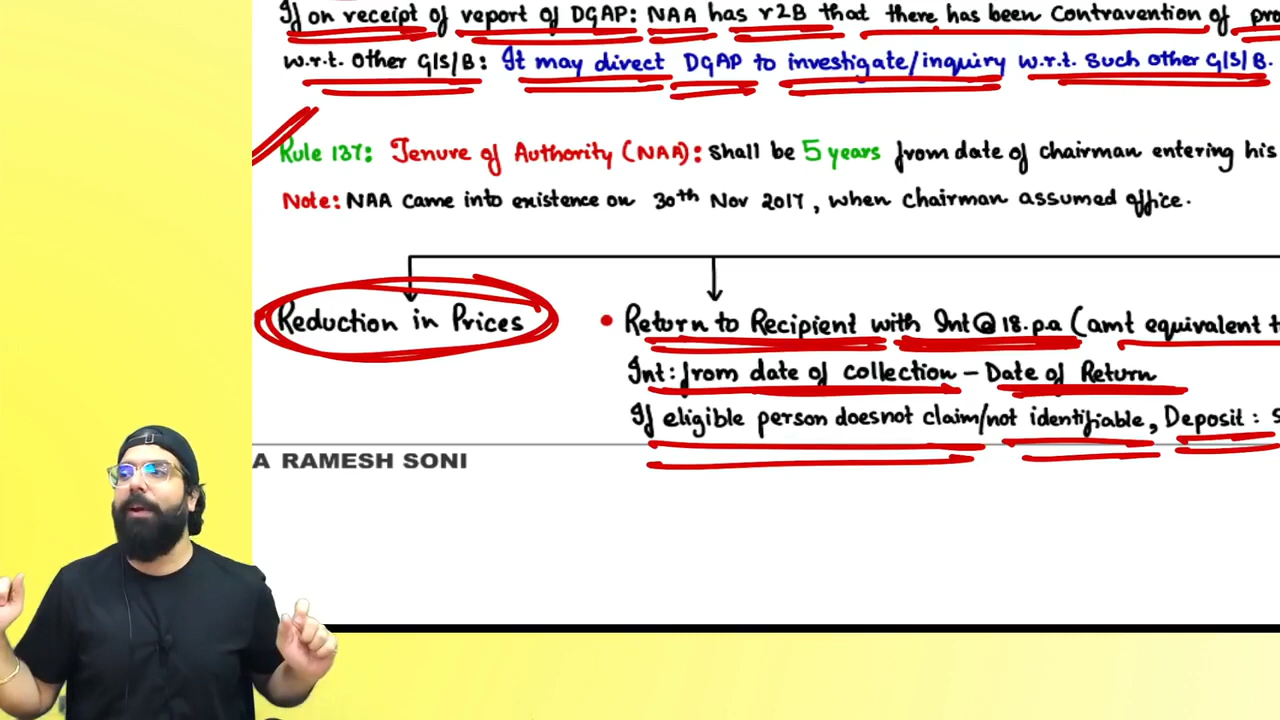 If on receipt of report of DGAP: NAA has r2B that there has been Contravention of
w.r.t. Other G/S/B: It may direct DGAP to investigate/inquiry w.r.t. Such other G/S/B.
Rule 137: Tenure of Authority (NAA): Shall be 5 years from date of chairman entering his
Note: NAA Came into existence on 30th Nov 2017, when Chairman assumed office.
Reduction in Prices
• Return to Recipient with Int@18.p.a (amt equivalent
Int: from date of collection - Date of Return
If eligible person doesnot claim/not identifiable, Deposit:
A RAMESH SONI